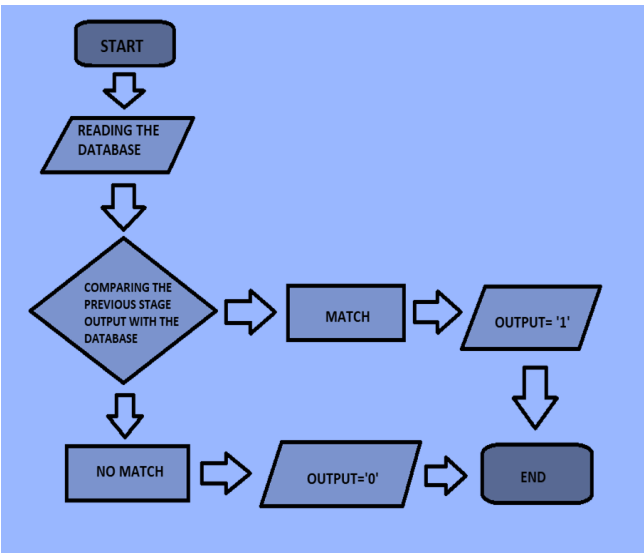 START
READING THE
DATABASE
COMPARING THE
PREVIOUS STAGE
OUTPUT WITH THE
DATABASE
MATCH
OUTPUT= '1'
NO MATCH
OUTPUT='0'
END